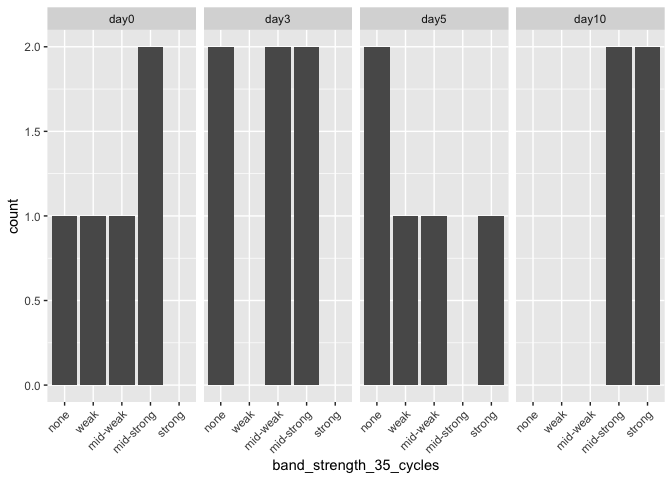 day0 day3 day5 day10
2.0
1.5
1.0
0.5
0.0
count
none weak mid-weak mid-strong strong none weak mid-weak mid-strong strong none weak mid-weak mid-strong strong none weak mid-weak mid-strong strong
band_strength_35_cycles